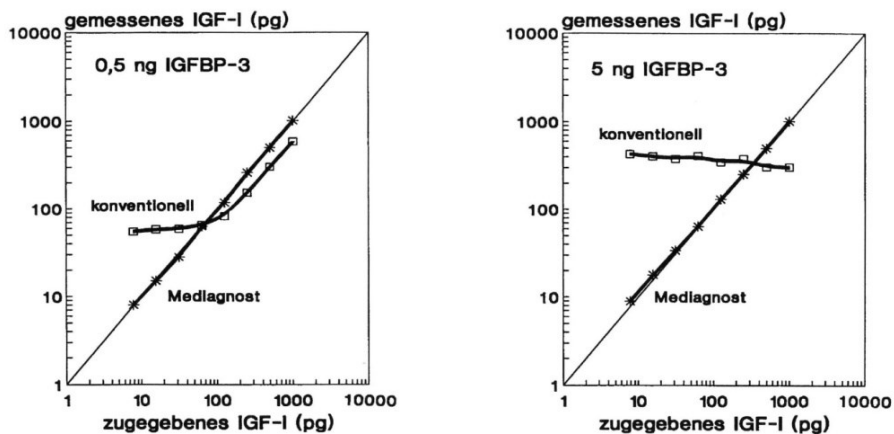 gemessenes IGF-I (pg)
10000
1000
100
10
1
0,5 ng IGFBP-3
konventionell
Mediagnost
1 10 100 1000 10000
zugegebenes IGF-I (pg)
gemessenes IGF-I (pg)
10000
1000
100
10
1
5 ng IGFBP-3
konventionell
Mediagnost
1 10 100 1000 10000
zugegebenes IGF-I (pg)